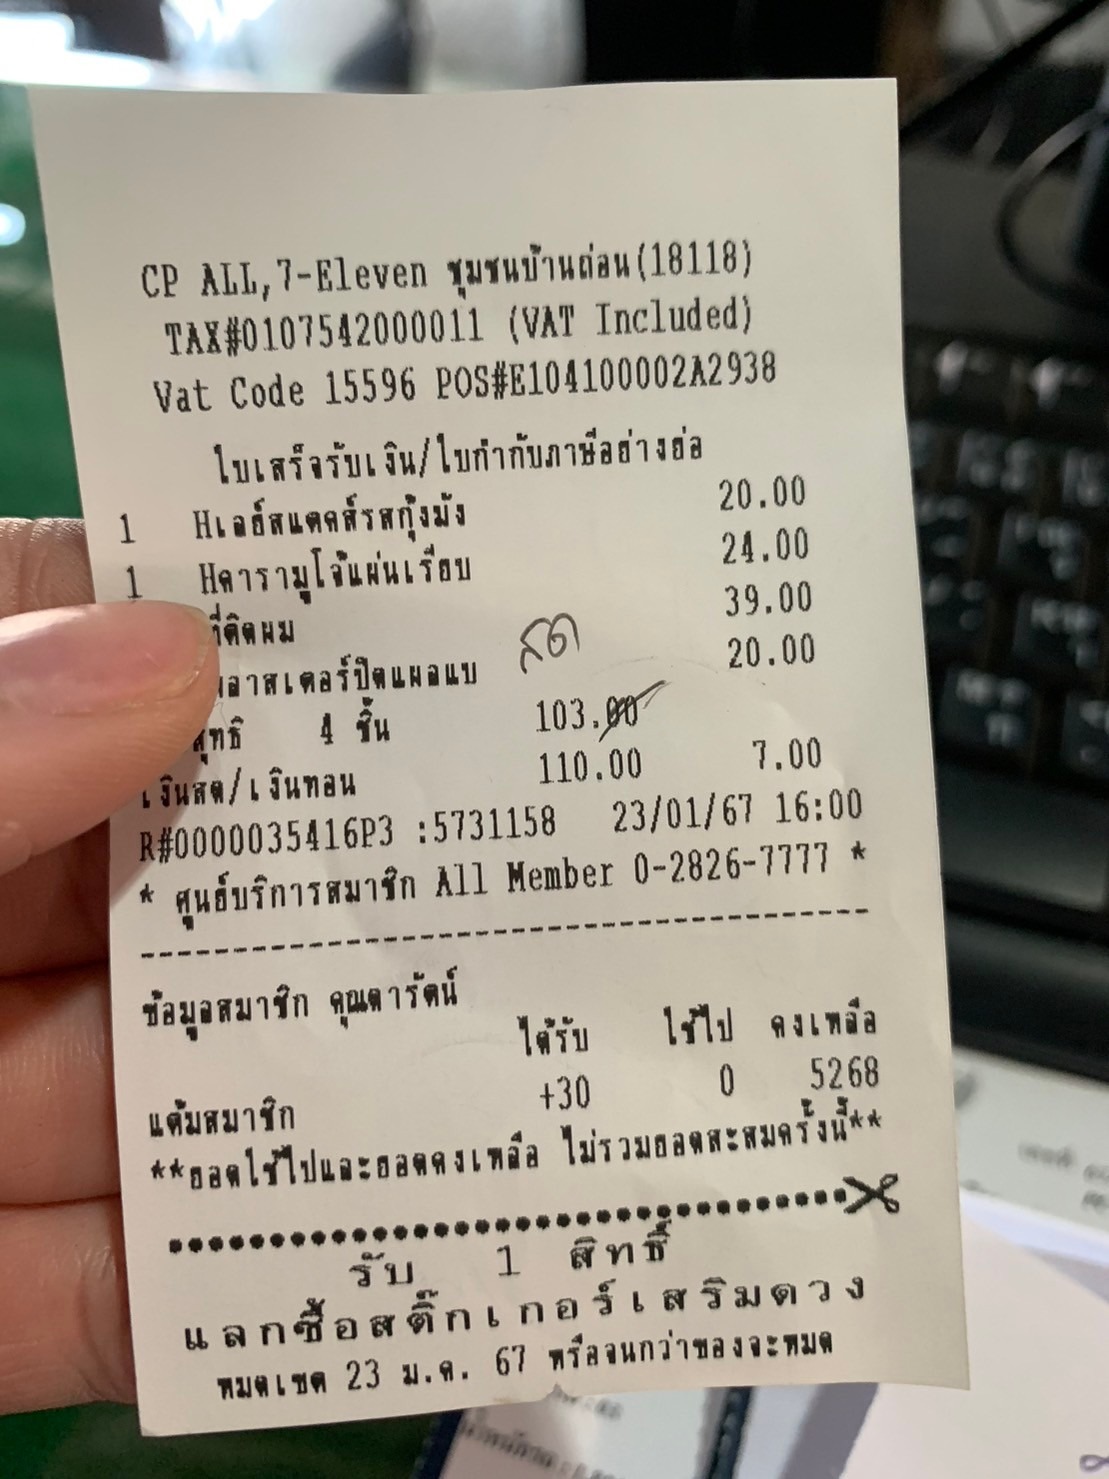 CP ALL,7-Eleven ชุมชนบ้านถ่อน(18118)
TAX#0107542000011 (VAT Included)
Vat Code 15596 POS#E104100002A2938
ใบเสร็จรับเงิน/ใบกำกับภาษีอย่างย่อ
1 Hเลย์สแตคส์รสกุ้งมัง 20.00
1 Hคารามูโจ้แผ่นเรียบ 24.00
ที่คิดผม 39.00
พลาสเตอร์ปิดแผลแบ 20.00
สด
สุทธิ 4 ชิ้น 103.00
เงินสด/เงินทอน 110.00 7.00
R#0000035416P3 :5731158 23/01/67 16:00
* ศูนย์บริการสมาชิก All Member 0-2826-7777 *
ข้อมูลสมาชิก คุณดารัตน์
ได้รับ ใช้ไป คงเหลือ
แต้มสมาชิก +30 0 5268
**ยอดใช้ไปและยอดคงเหลือ ไม่รวมยอดสะสมครั้งนี้**
รับ 1 สิทธิ์
แลกซื้อสติ๊กเกอร์เสริมดวง
หมดเขต 23 ม.ค. 67 หรือจนกว่าของจะหมด